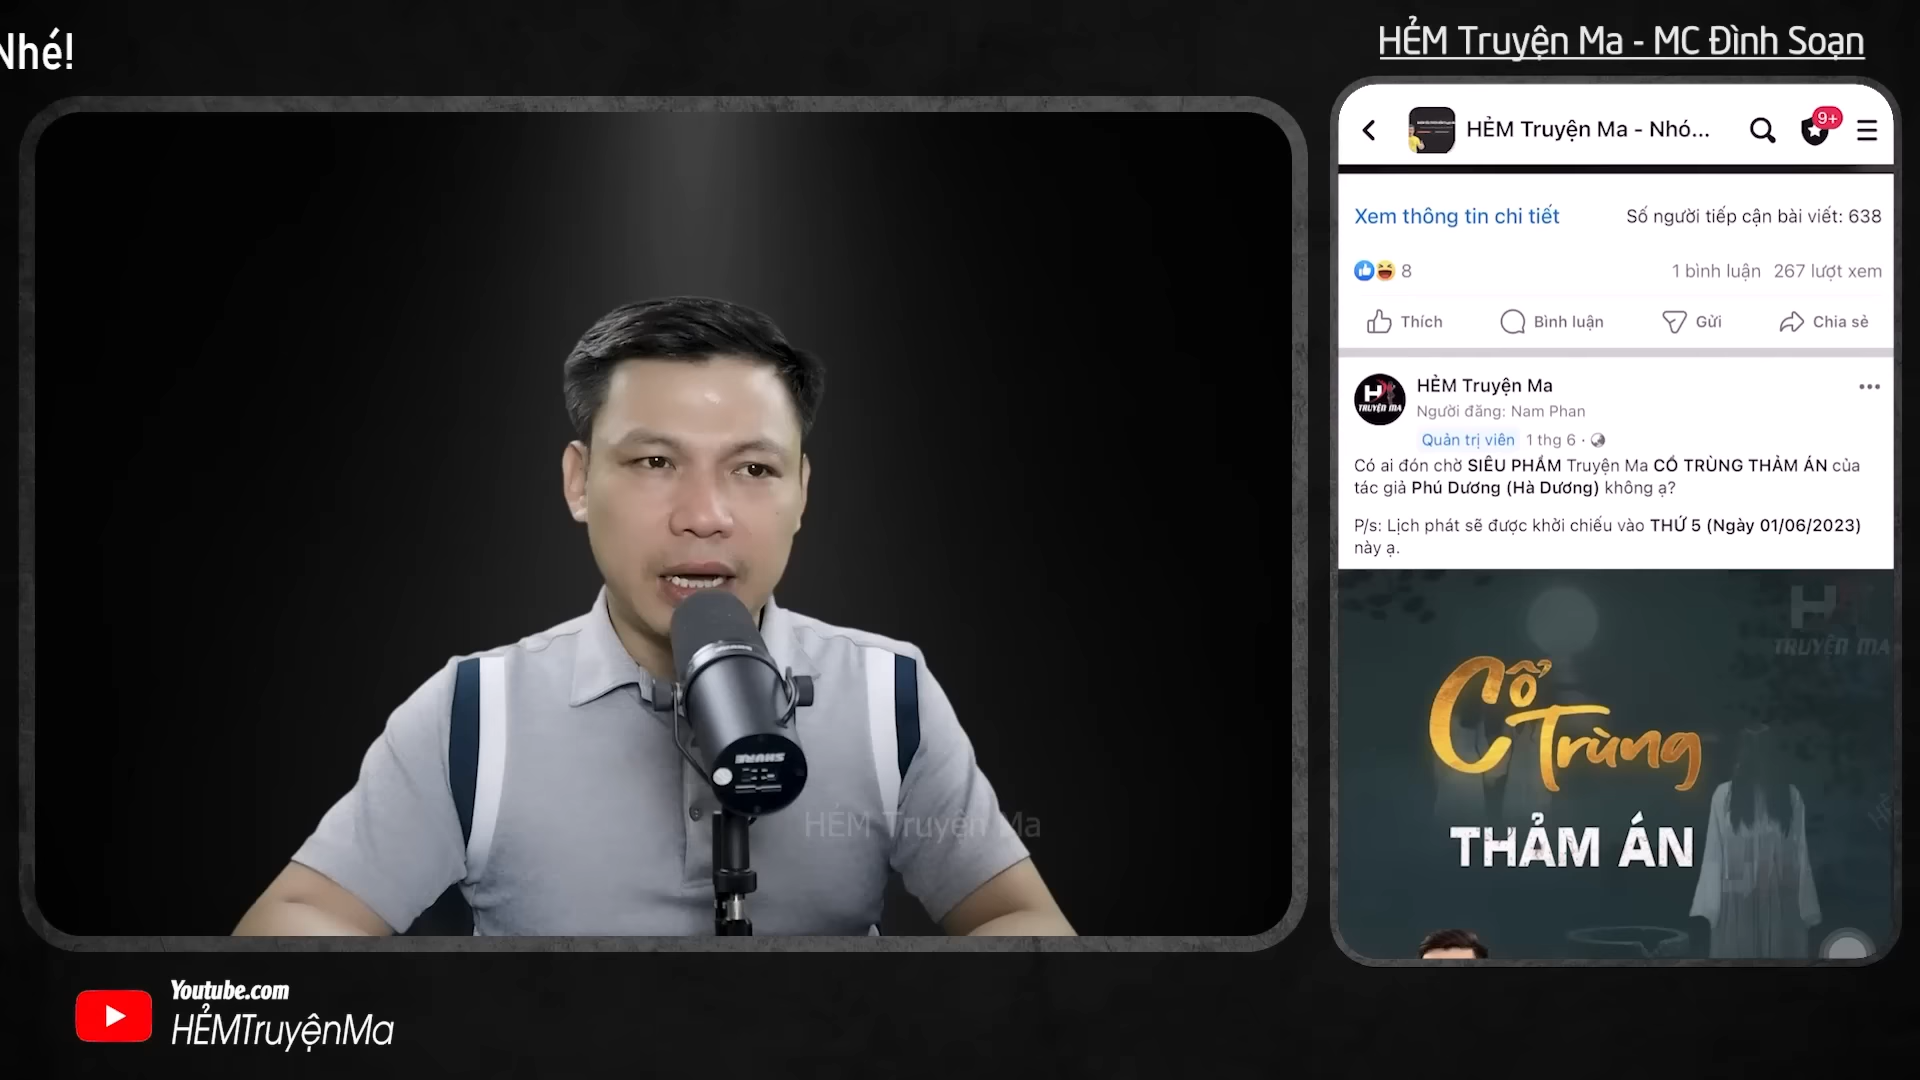 Nhé!
HẺM Truyện Ma - MC Đình Soạn
HẺM Truyện Ma - Nhó...
9+
Xem thông tin chi tiết
Số người tiếp cận bài viết: 638
8
1 bình luận 267 lượt xem
Thích
Bình luận
Gửi
Chia sẻ
H
TRUYỆN MA
HẺM Truyện Ma
Người đăng: Nam Phan
Quản trị viên 1 thg 6 ·
Có ai đón chờ SIÊU PHẨM Truyện Ma CỔ TRÙNG THẢM ÁN của
tác giả Phú Dương (Hà Dương) không ạ?
P/s: Lịch phát sẽ được khởi chiếu vào THỨ 5 (Ngày 01/06/2023)
này ạ.
H
TRUYỆN MA
Cổ
Trùng
THẢM ÁN
SHURE
HẺM Truyện Ma
Youtube.com
HẺMTruyệnMa